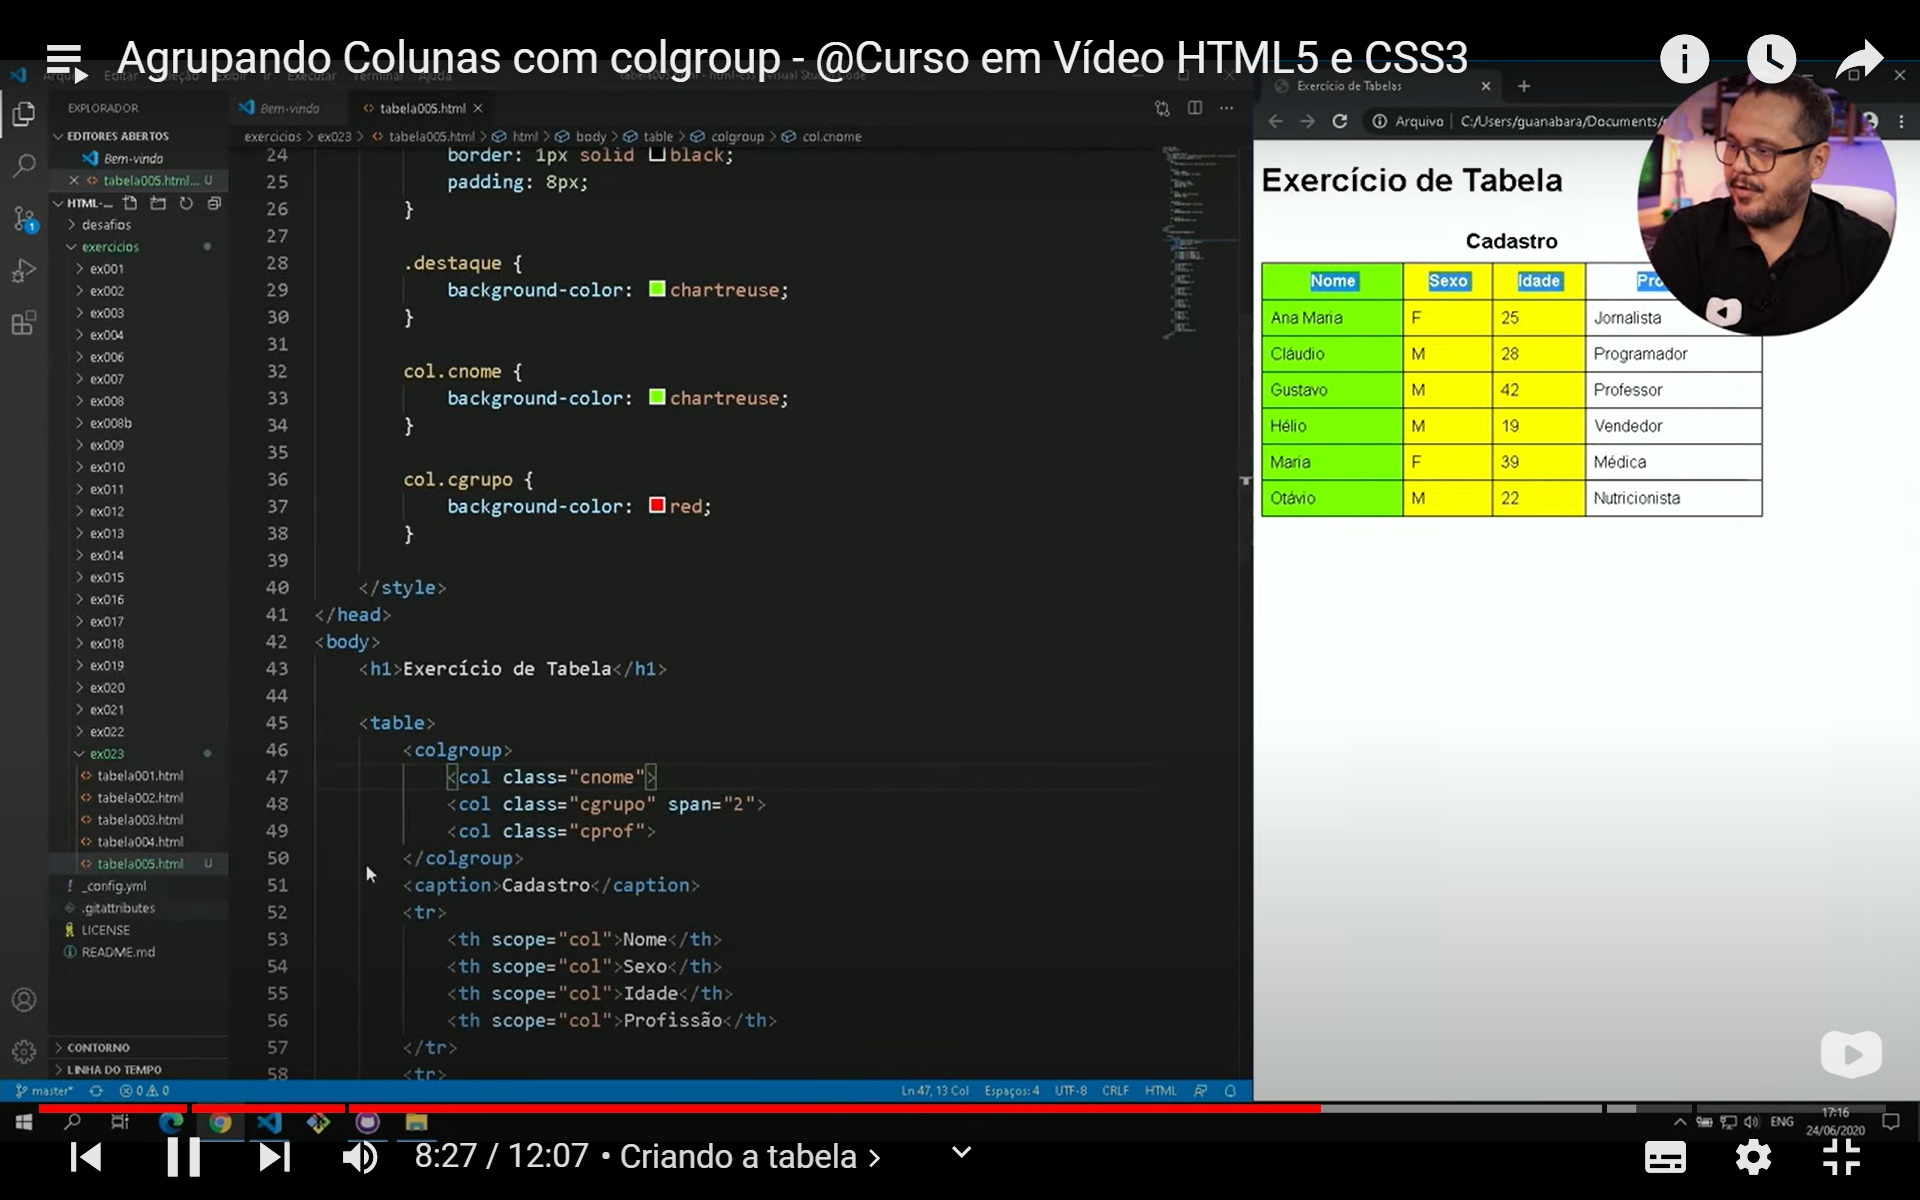 Agrupando Colunas com colgroup - @Curso em Vídeo HTML5 e CSS3
EXPLORADOR
EDITORES ABERTOS
Bem-vindo
tabela005.html... U
HTML-...
desafios
exercicios
ex001
ex002
ex003
ex004
ex006
ex007
ex008
ex008b
ex009
ex010
ex011
ex012
ex013
ex014
ex015
ex016
ex017
ex018
ex019
ex020
ex021
ex022
ex023
tabela001.html
tabela002.html
tabela003.html
tabela004.html
tabela005.html U
_config.yml
.gitattributes
LICENSE
README.md
CONTORNO
LINHA DO TEMPO
Bem-vindo
tabela005.html
exercicios > ex023 > tabela005.html > html > body > table > colgroup > col.cnome
24 border: 1px solid black;
25 padding: 8px;
26 }
27
28 .destaque {
29 background-color: chartreuse;
30 }
31
32 col.cnome {
33 background-color: chartreuse;
34 }
35
36 col.cgrupo {
37 background-color: red;
38 }
39
40 </style>
41 </head>
42 <body>
43 <h1>Exercício de Tabela</h1>
44
45 <table>
46 <colgroup>
47 <col class="cnome">
48 <col class="cgrupo" span="2">
49 <col class="cprof">
50 </colgroup>
51 <caption>Cadastro</caption>
52 <tr>
53 <th scope="col">Nome</th>
54 <th scope="col">Sexo</th>
55 <th scope="col">Idade</th>
56 <th scope="col">Profissão</th>
57 </tr>
58 <tr>
master* 0 0 Ln 47, 13 Col Espaços: 4 UTF-8 CRLF HTML
Exercício de Tabelas
Arquivo | C:/Users/guanabara/Documents/
Exercício de Tabela
Cadastro
Nome Sexo Idade Pro
Ana Maria F 25 Jornalista
Cláudio M 28 Programador
Gustavo M 42 Professor
Hélio M 19 Vendedor
Maria F 39 Médica
Otávio M 22 Nutricionista
ENG
17:16
24/06/2020
8:27 / 12:07 • Criando a tabela >